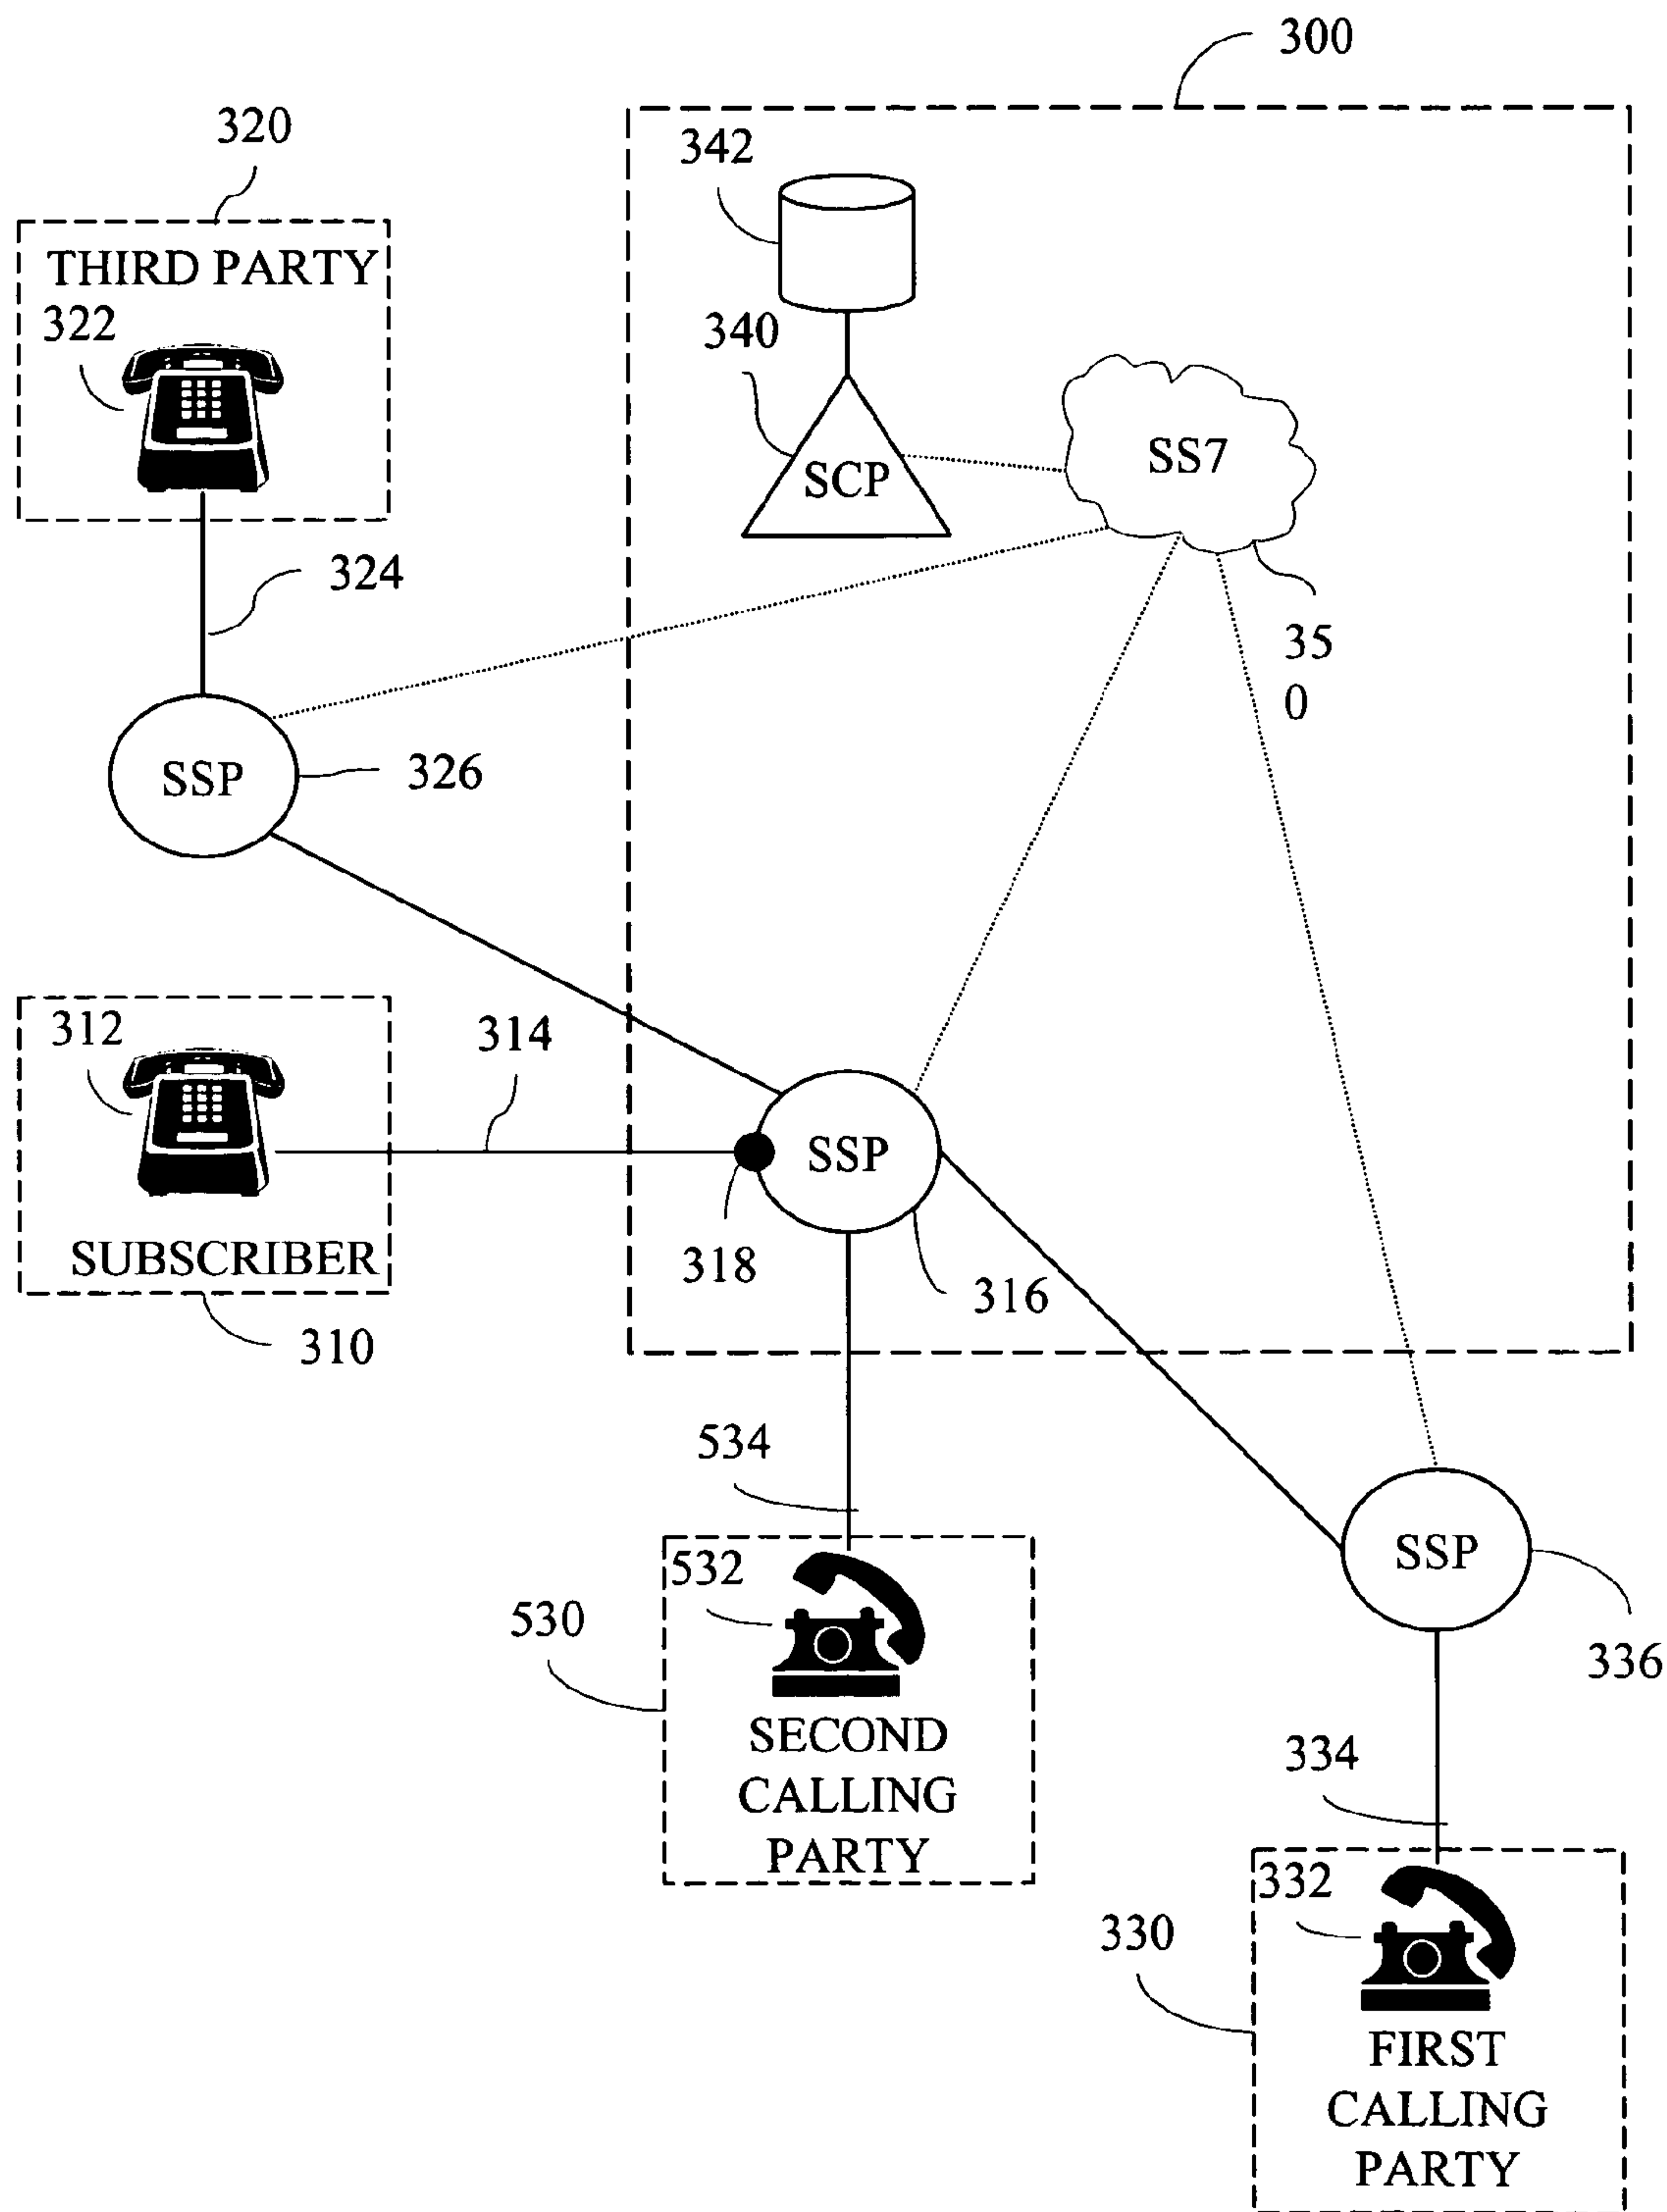 300
320
342
THIRD PARTY
322
340
SS7
SCP
324
35
0
SSP
326
312
314
SSP
318
SUBSCRIBER
316
310
534
SSP
532
530
336
SECOND
CALLING
PARTY
334
332
330
FIRST
CALLING
PARTY